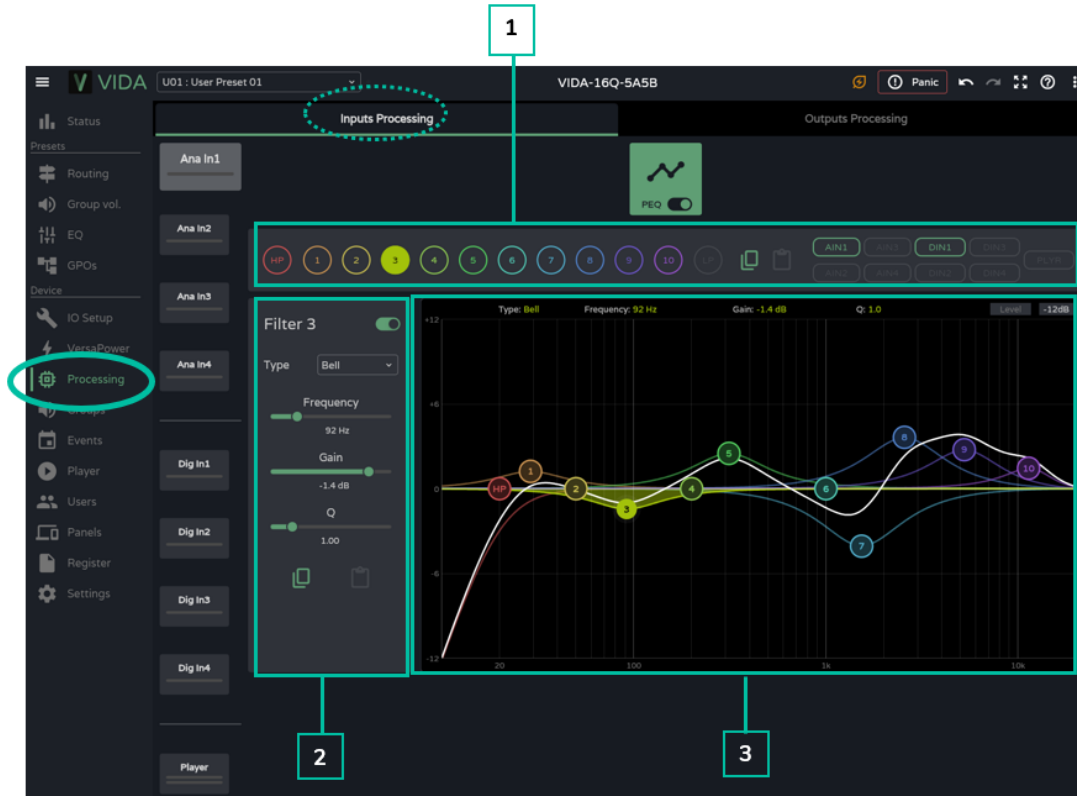 1
VIDA
U01 : User Preset 01
VIDA-16Q-5A5B
Panic
Status
Inputs Processing
Outputs Processing
Presets
Routing
Group vol.
EQ
GPOs
Device
IO Setup
VersaPower
Processing
Groups
Events
Player
Users
Panels
Register
Settings
Ana In1
Ana In2
Ana In3
Ana In4
Dig In1
Dig In2
Dig In3
Dig In4
Player
PEQ
HP 1 2 3 4 5 6 7 8 9 10 LP
AIN1 AIN3 DIN1 DIN3
PLYR
AIN2 AIN4 DIN2 DIN4
Filter 3
Type Bell
Frequency
92 Hz
Gain
-1.4 dB
Q
1.00
Type: Bell Frequency: 92 Hz Gain: -1.4 dB Q: 1.0 Level -12dB
+12
+6
0
-6
-12
HP 1 2 3 4 5 6 7 8 9 10
20 100 1k 10k
2
3